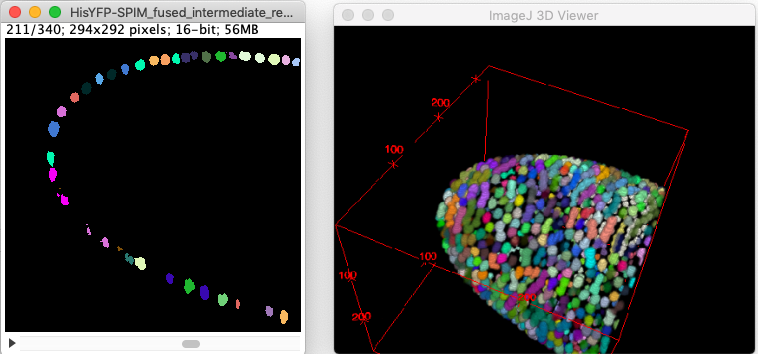 HisYFP-SPIM_fused_intermediate_re...
211/340; 294x292 pixels; 16-bit; 56MB
ImageJ 3D Viewer
200
100
100
100
200